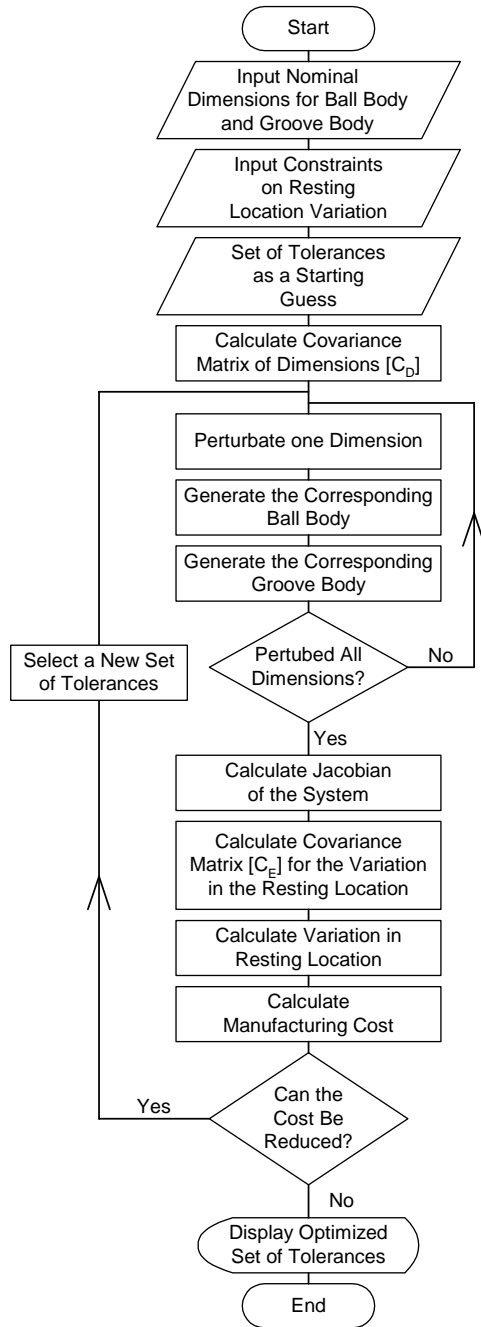 Start
Input Nominal
Dimensions for Ball Body
and Groove Body
Input Constraints
on Resting
Location Variation
Set of Tolerances
as a Starting
Guess
Calculate Covariance
Matrix of Dimensions [C_D]
Perturbate one Dimension
Generate the Corresponding
Ball Body
Generate the Corresponding
Groove Body
Pertubed All
Dimensions?
No
Select a New Set
of Tolerances
Yes
Calculate Jacobian
of the System
Calculate Covariance
Matrix [C_E] for the Variation
in the Resting Location
Calculate Variation in
Resting Location
Calculate
Manufacturing Cost
Can the
Cost Be
Reduced?
Yes
No
Display Optimized
Set of Tolerances
End